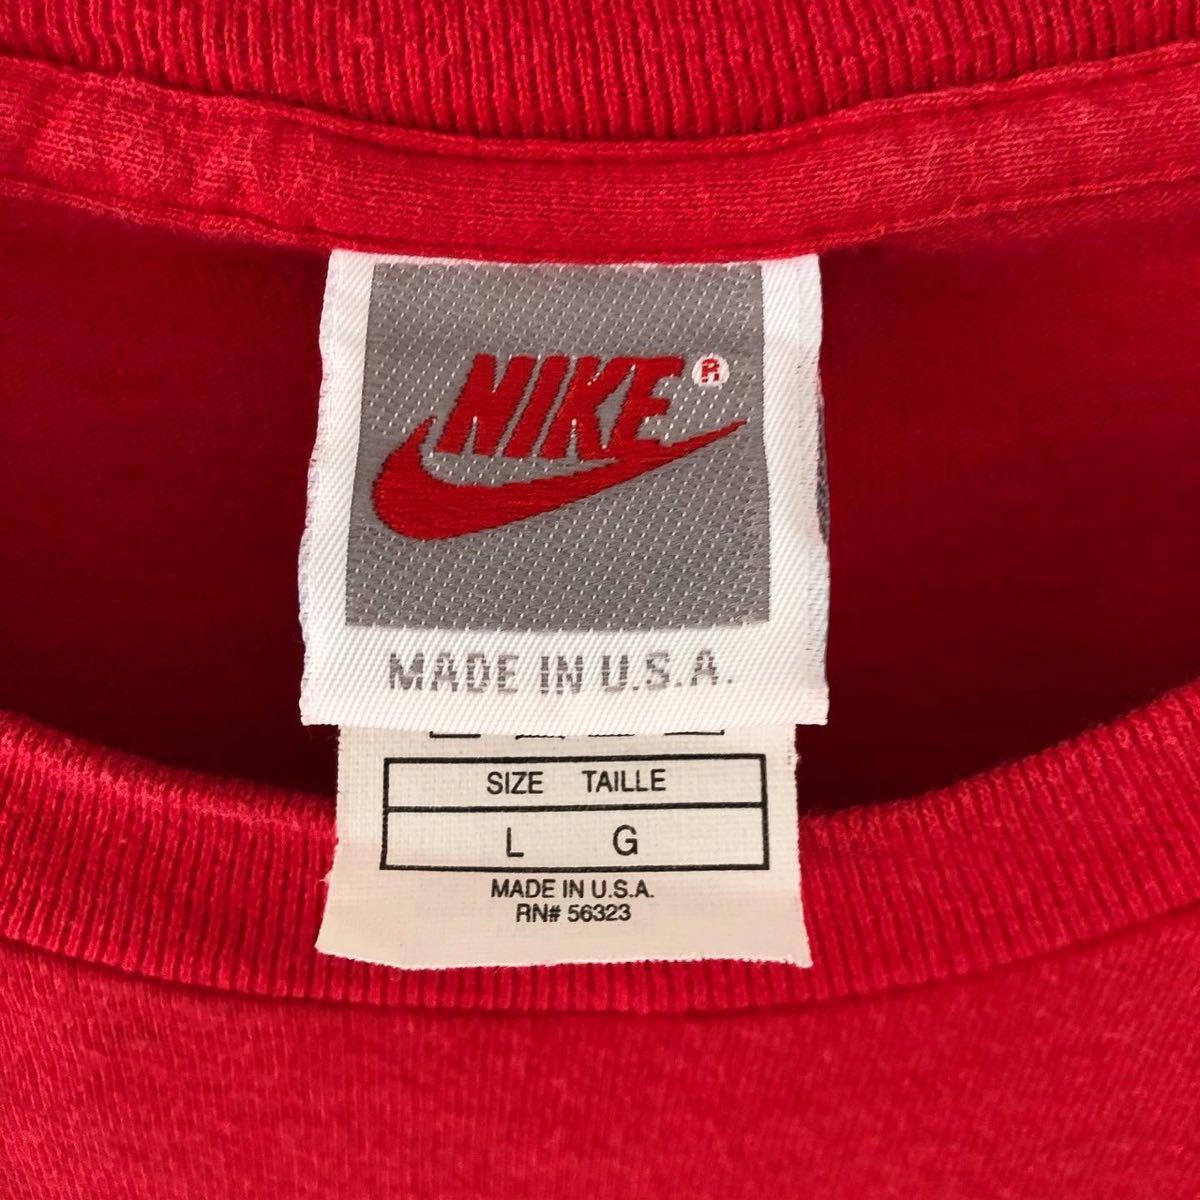 NIKE®
MADE IN U.S.A.
SIZE TAILLE
L G
MADE IN U.S.A.
RN# 56323